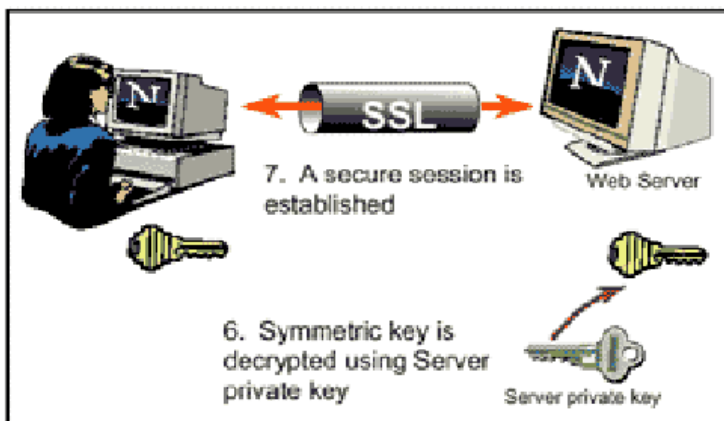 N
N
SSL
7. A secure session is
established
Web Server
6. Symmetric key is
decrypted using Server
private key
Server private key